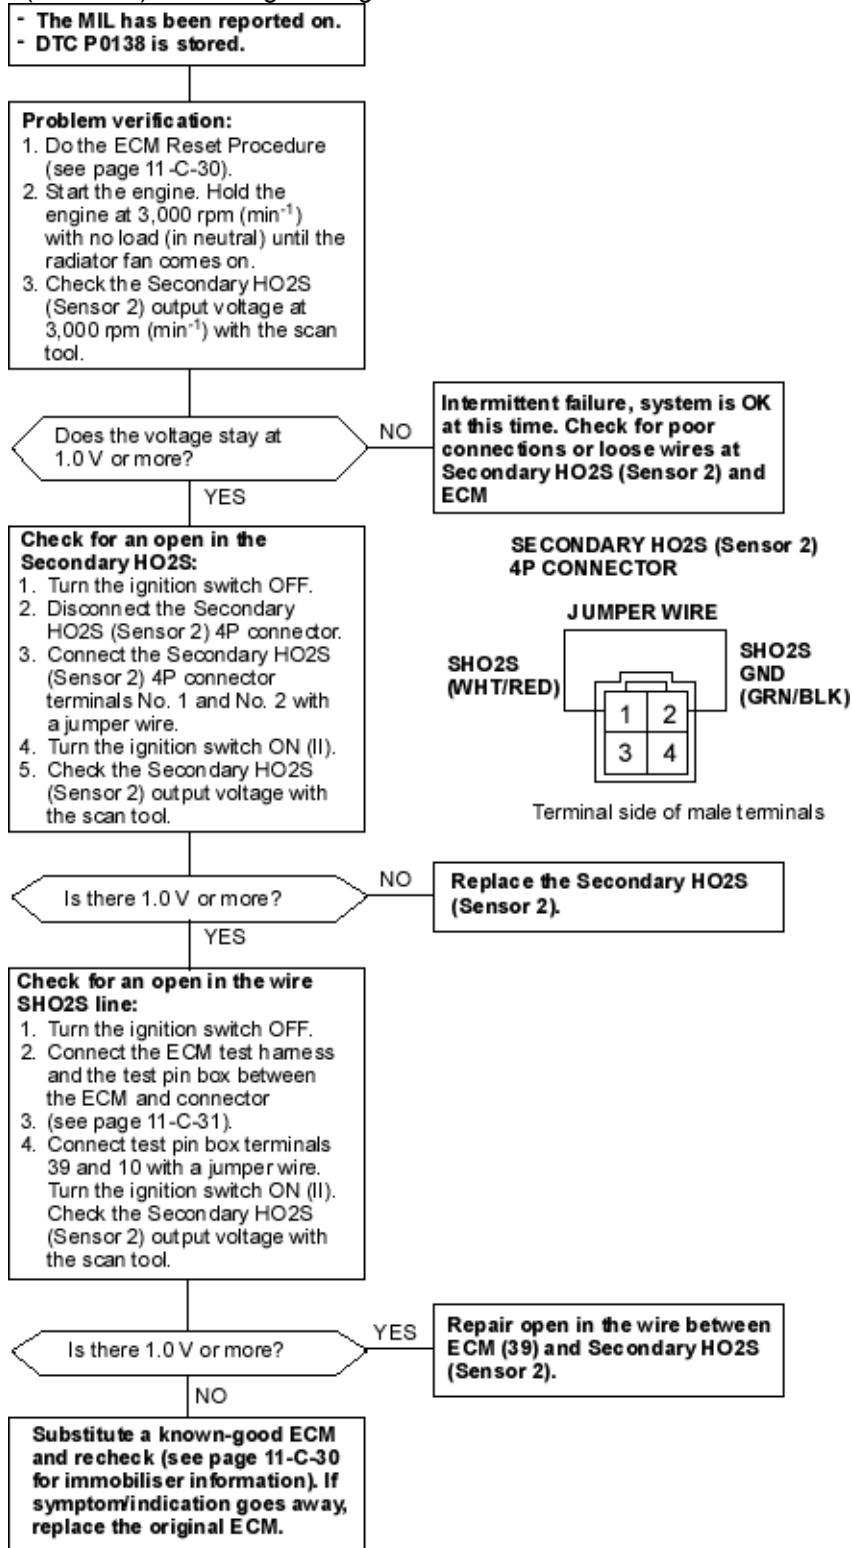 - The MIL has been reported on.
- DTC P0138 is stored.
Problem verification:
1. Do the ECM Reset Procedure
(see page 11-C-30).
2. Start the engine. Hold the
engine at 3,000 rpm (min-1)
with no load (in neutral) until the
radiator fan comes on.
3. Check the Secondary HO2S
(Sensor 2) output voltage at
3,000 rpm (min-1) with the scan
tool.
Does the voltage stay at
1.0 V or more?
NO
Intermittent failure, system is OK
at this time. Check for poor
connections or loose wires at
Secondary HO2S (Sensor 2) and
ECM
YES
Check for an open in the
Secondary HO2S:
1. Turn the ignition switch OFF.
2. Disconnect the Secondary
HO2S (Sensor 2) 4P connector.
3. Connect the Secondary HO2S
(Sensor 2) 4P connector
terminals No. 1 and No. 2 with
a jumper wire.
4. Turn the ignition switch ON (II).
5. Check the Secondary HO2S
(Sensor 2) output voltage with
the scan tool.
SECONDARY HO2S (Sensor 2)
4P CONNECTOR
JUMPER WIRE
SHO2S
(WHT/RED)
SHO2S
GND
(GRN/BLK)
1 2
3 4
Terminal side of male terminals
Is there 1.0 V or more?
NO
Replace the Secondary HO2S
(Sensor 2).
YES
Check for an open in the wire
SHO2S line:
1. Turn the ignition switch OFF.
2. Connect the ECM test harness
and the test pin box between
the ECM and connector
3. (see page 11-C-31).
4. Connect test pin box terminals
39 and 10 with a jumper wire.
Turn the ignition switch ON (II).
Check the Secondary HO2S
(Sensor 2) output voltage with
the scan tool.
Is there 1.0 V or more?
YES
Repair open in the wire between
ECM (39) and Secondary HO2S
(Sensor 2).
NO
Substitute a known-good ECM
and recheck (see page 11-C-30
for immobiliser information). If
symptom/indication goes away,
replace the original ECM.